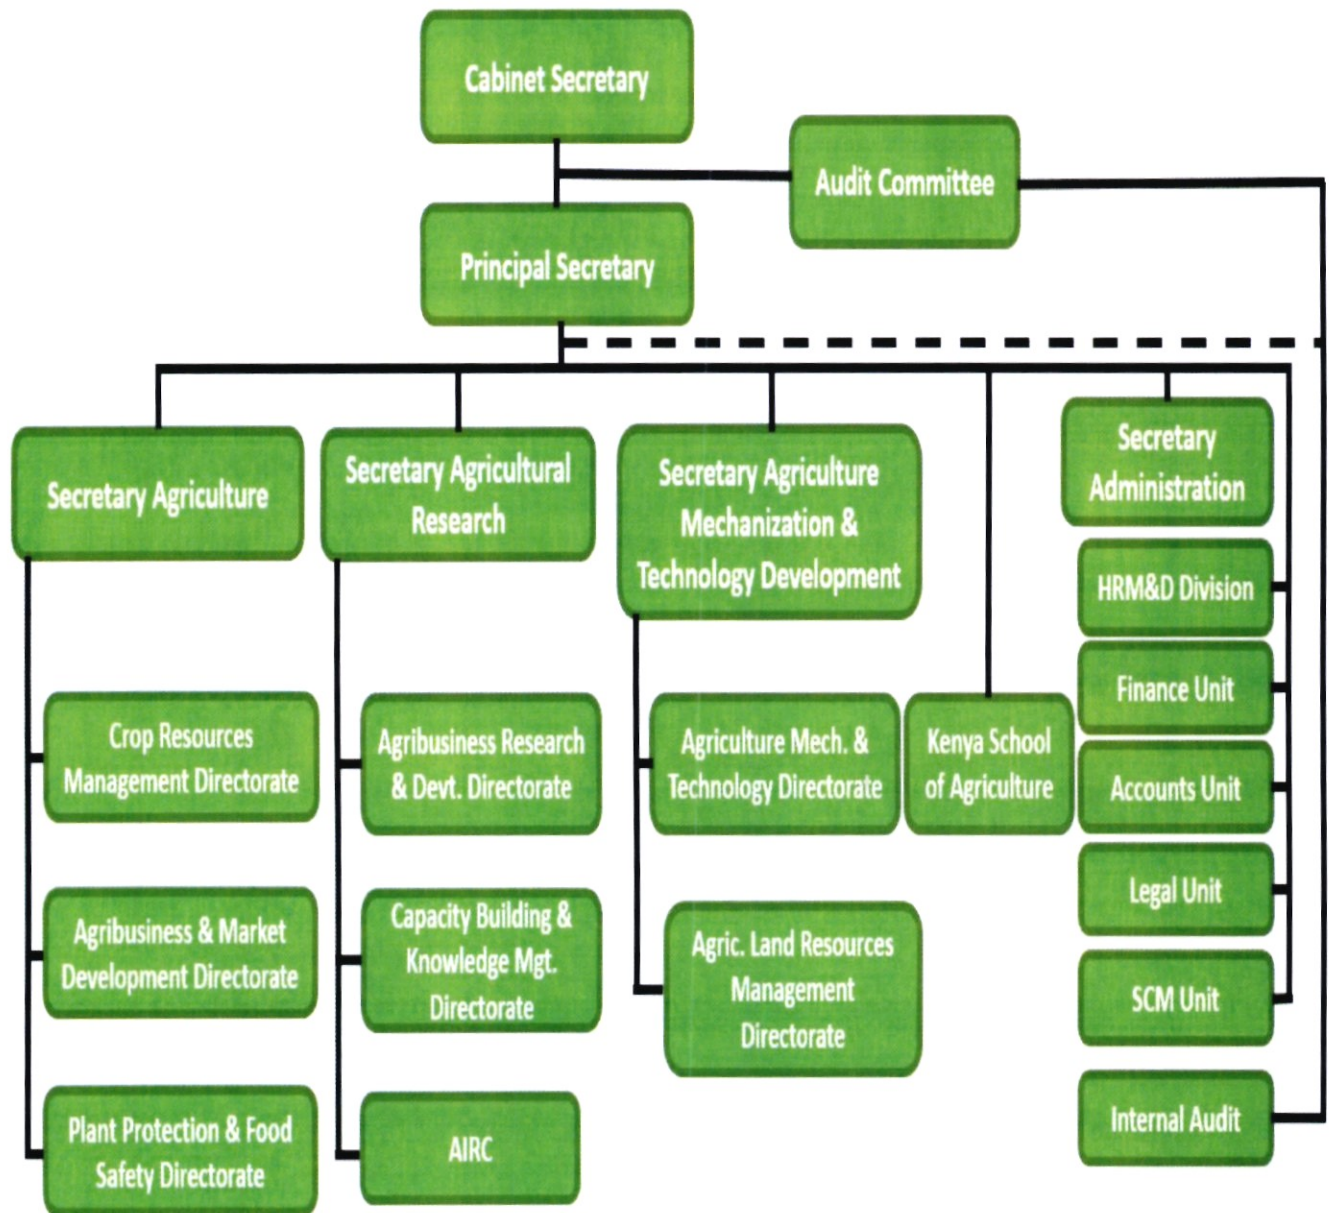 Cabinet Secretary
Audit Committee
Principal Secretary
Secretary Agriculture
Secretary Agricultural
Research
Secretary Agriculture
Mechanization &
Technology Development
Secretary
Administration
HRM&D Division
Finance Unit
Accounts Unit
Legal Unit
SCM Unit
Internal Audit
Crop Resources
Management Directorate
Agribusiness & Market
Development Directorate
Plant Protection & Food
Safety Directorate
Agribusiness Research
& Devt. Directorate
Capacity Building &
Knowledge Mgt.
Directorate
AIRC
Agriculture Mech. &
Technology Directorate
Agric. Land Resources
Management
Directorate
Kenya School
of Agriculture